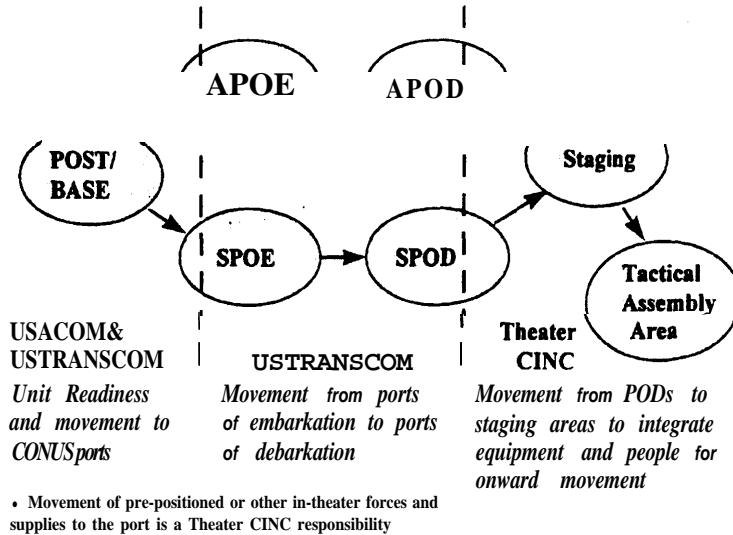 APOE
APOD
POST/
BASE
Staging
SPOE
SPOD
Tactical
Assembly
Area
USACOM&
USTRANSCOM
Unit Readiness
and movement to
CONUSports
USTRANSCOM
Movement from ports
of embarkation to ports
of debarkation
Theater
CINC
Movement from PODs to
staging areas to integrate
equipment and people for
onward movement
• Movement of pre-positioned or other in-theater forces and
supplies to the port is a Theater CINC responsibility